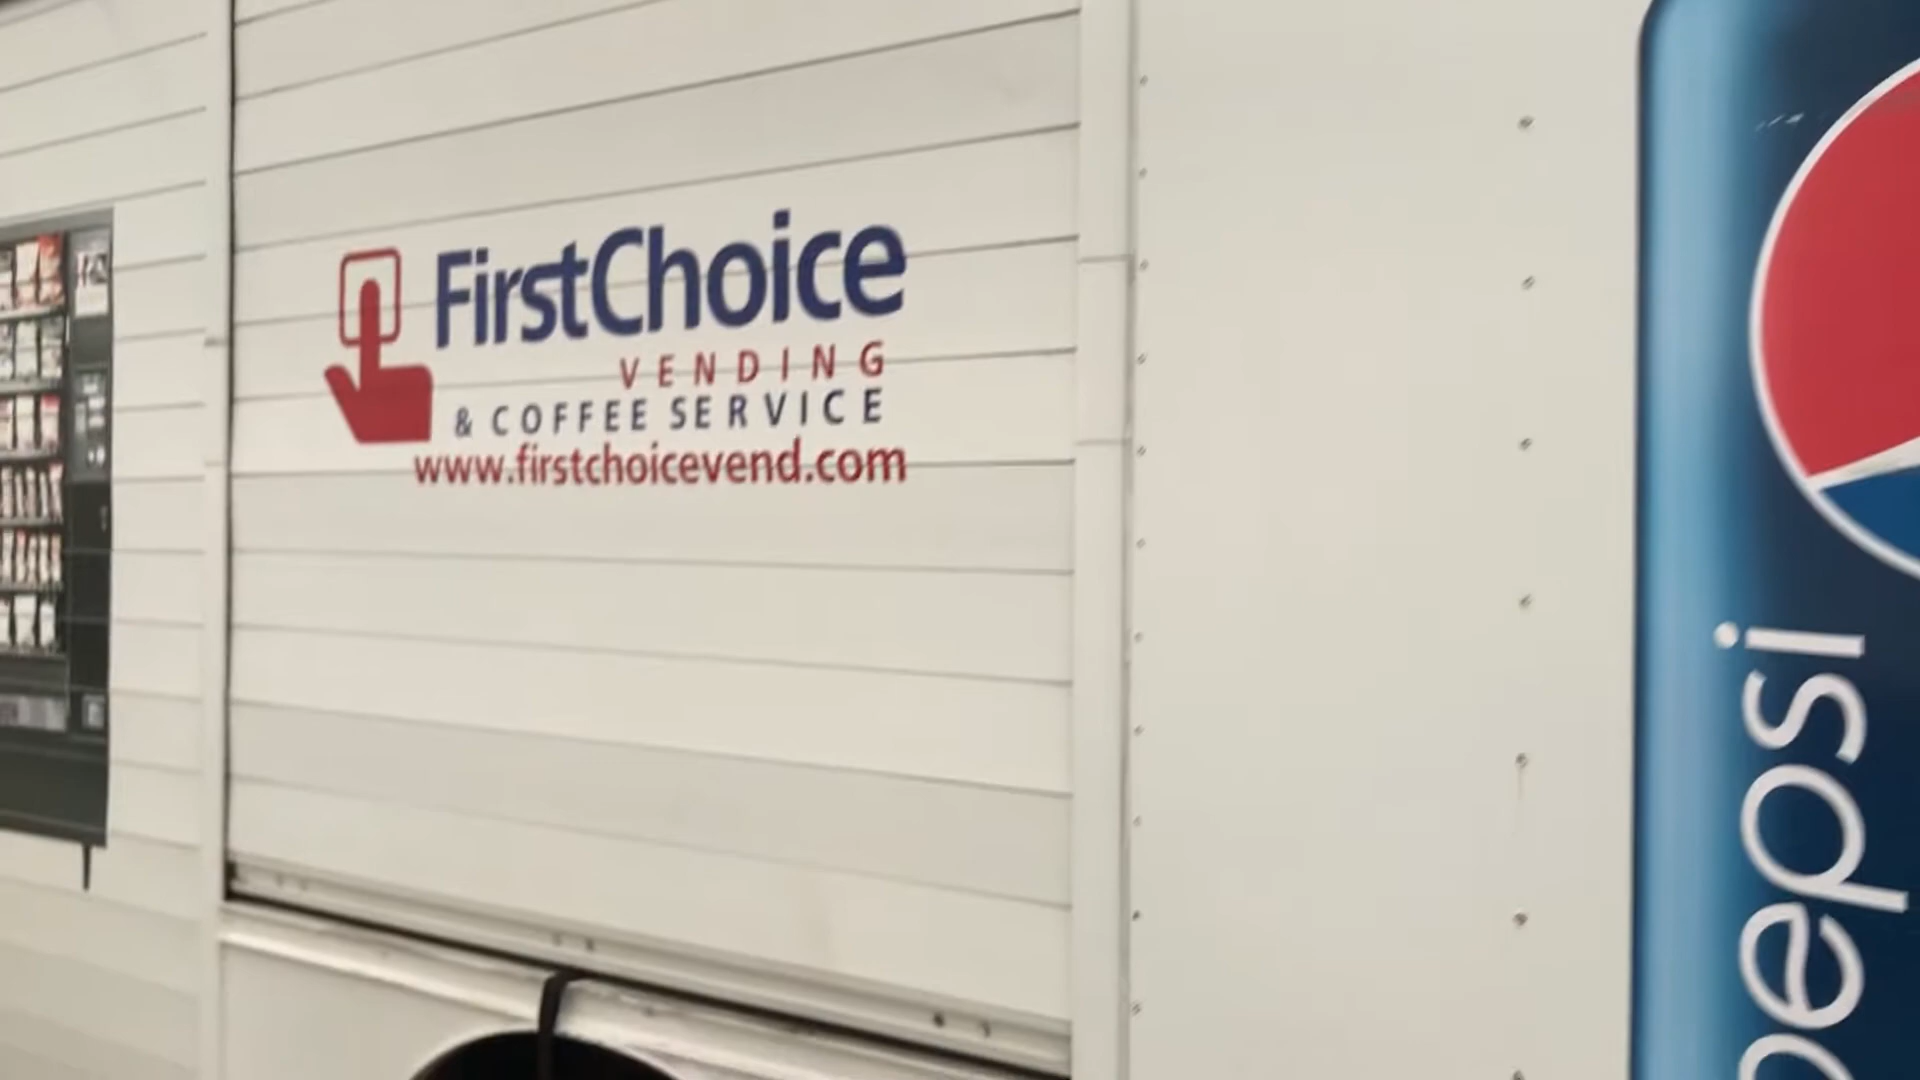 FirstChoice
VENDING
& COFFEE SERVICE
www.firstchoicevend.com
pepsi